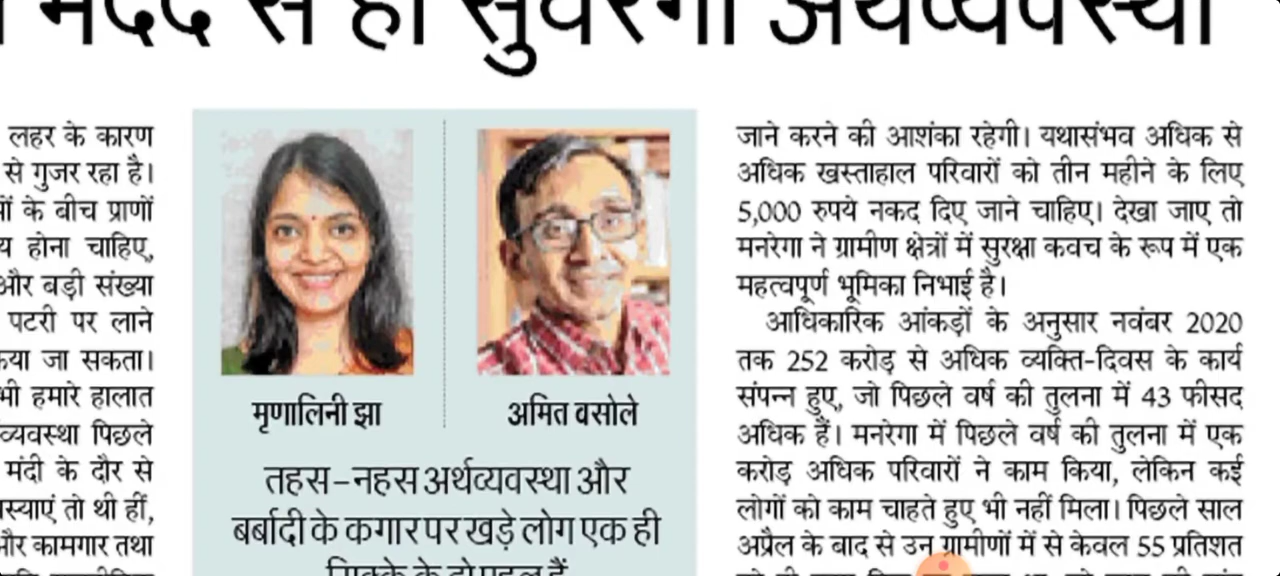 मदद से ही सुधरेगी अर्थव्यवस्था
लहर के कारण
से गुजर रहा है।
के बीच प्राणों
होना चाहिए,
और बड़ी संख्या
पटरी पर लाने
जा सकता।
भी हमारे हालात
व्यवस्था पिछले
मंदी के दौर से
तो थी हीं,
और कामगार तथा
मृणालिनी झा
अमित वसोले
तहस-नहस अर्थव्यवस्था और
बर्बादी के कगार पर खड़े लोग एक ही
सिक्के के दो पहलू हैं
जाने करने की आशंका रहेगी। यथासंभव अधिक से
अधिक खस्ताहाल परिवारों को तीन महीने के लिए
5,000 रुपये नकद दिए जाने चाहिए। देखा जाए तो
मनरेगा ने ग्रामीण क्षेत्रों में सुरक्षा कवच के रूप में एक
महत्वपूर्ण भूमिका निभाई है।
आधिकारिक आंकड़ों के अनुसार नवंबर 2020
तक 252 करोड़ से अधिक व्यक्ति-दिवस के कार्य
संपन्न हुए, जो पिछले वर्ष की तुलना में 43 फीसद
अधिक हैं। मनरेगा में पिछले वर्ष की तुलना में एक
करोड़ अधिक परिवारों ने काम किया, लेकिन कई
लोगों को काम चाहते हुए भी नहीं मिला। पिछले साल
अप्रैल के बाद से उन ग्रामीणों में से केवल 55 प्रतिशत